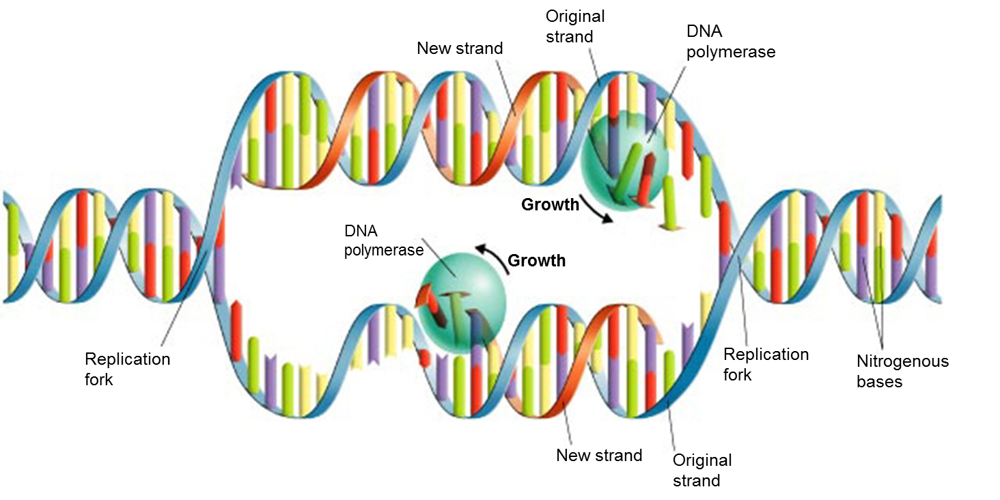 Original
strand
DNA
polymerase
New strand
Growth
DNA
polymerase
Growth
Replication
fork
Replication
fork
Nitrogenous
bases
New strand
Original
strand